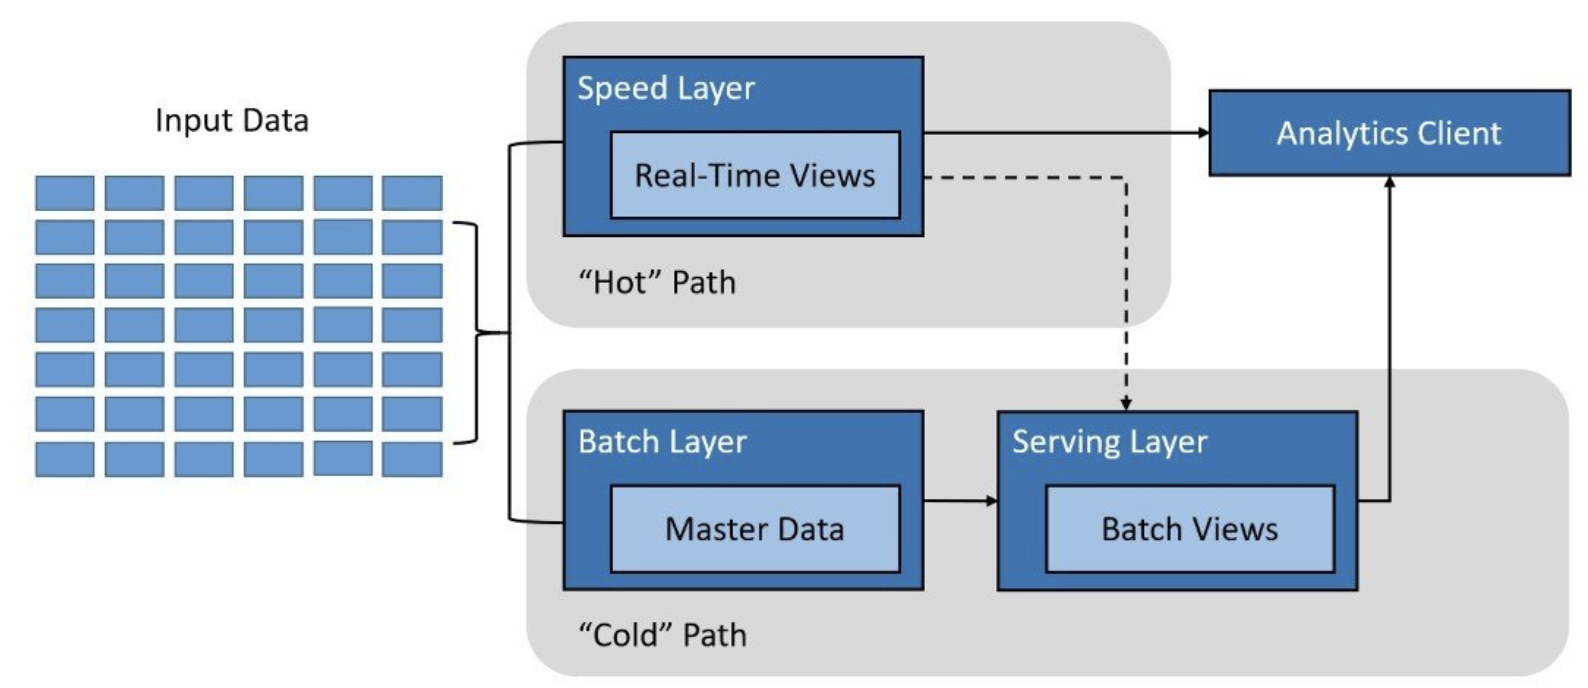 Input Data
Speed Layer
Real-Time Views
“Hot” Path
Analytics Client
Batch Layer
Master Data
Serving Layer
Batch Views
“Cold” Path